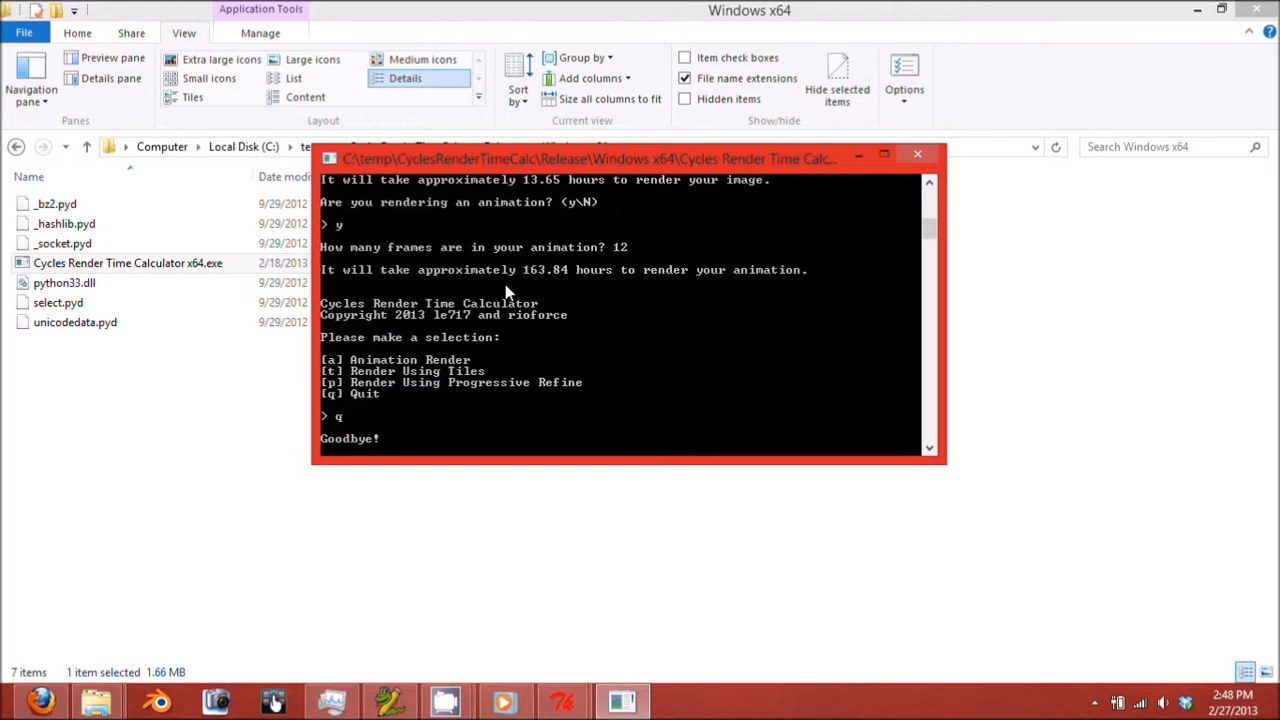 Application Tools
Windows x64
File
Home
Share
View
Manage
Navigation pane
Preview pane
Details pane
Panes
Extra large icons
Large icons
Medium icons
Small icons
List
Details
Tiles
Content
Layout
Sort by
Group by
Add columns
Size all columns to fit
Current view
Item check boxes
File name extensions
Hidden items
Hide selected items
Show/hide
Options
Computer
Local Disk (C:)
Search Windows x64
Name
Date modi
_bz2.pyd 9/29/2012
_hashlib.pyd 9/29/2012
_socket.pyd 9/29/2012
Cycles Render Time Calculator x64.exe 2/18/2013
python33.dll 9/29/2012
select.pyd 9/29/2012
unicodedata.pyd 9/29/2012
C:\temp\CyclesRenderTimeCalc\Release\Windows x64\Cycles Render Time Calc...
It will take approximately 13.65 hours to render your image.
Are you rendering an animation? (y\N)
> y
How many frames are in your animation? 12
It will take approximately 163.84 hours to render your animation.
Cycles Render Time Calculator
Copyright 2013 le717 and rioforce
Please make a selection:
[a] Animation Render
[t] Render Using Tiles
[p] Render Using Progressive Refine
[q] Quit
> q
Goodbye!
7 items 1 item selected 1.66 MB
2:48 PM
2/27/2013